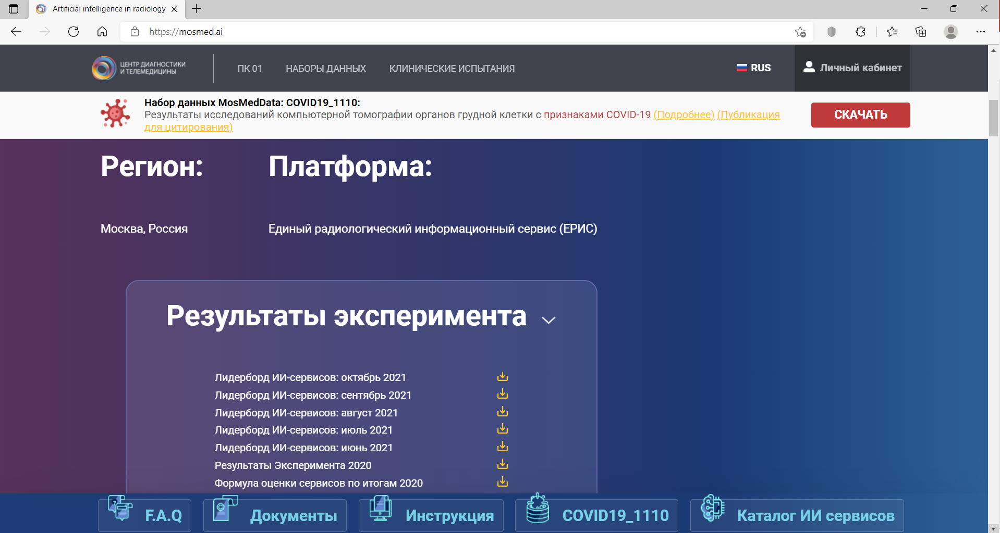 Artificial intelligence in radiology
https://mosmed.ai
ЦЕНТР ДИАГНОСТИКИ
И ТЕЛЕМЕДИЦИНЫ
ПК 01
НАБОРЫ ДАННЫХ
КЛИНИЧЕСКИЕ ИСПЫТАНИЯ
RUS
Личный кабинет
Набор данных MosMedData: COVID19_1110:
Результаты исследований компьютерной томографии органов грудной клетки с признаками COVID-19 (Подробнее) (Публикация
для цитирования)
СКАЧАТЬ
Регион:
Платформа:
Москва, Россия
Единый радиологический информационный сервис (ЕРИС)
Результаты эксперимента
Лидерборд ИИ-сервисов: октябрь 2021
Лидерборд ИИ-сервисов: сентябрь 2021
Лидерборд ИИ-сервисов: август 2021
Лидерборд ИИ-сервисов: июль 2021
Лидерборд ИИ-сервисов: июнь 2021
Результаты Эксперимента 2020
Формула оценки сервисов по итогам 2020
F.A.Q
Документы
Инструкция
COVID19_1110
Каталог ИИ сервисов